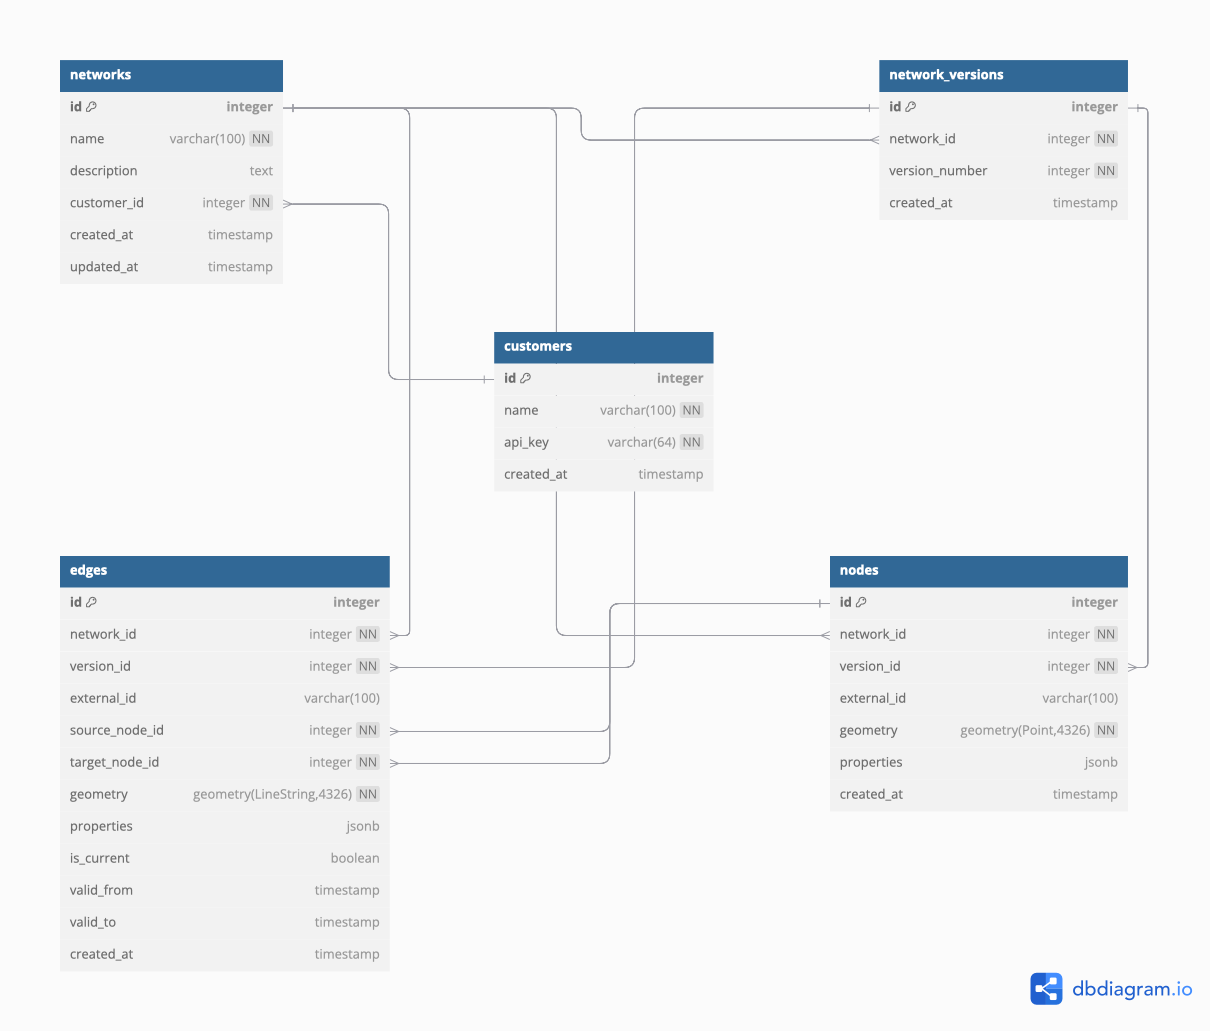 networks
id integer
name varchar(100) NN
description text
customer_id integer NN
created_at timestamp
updated_at timestamp
network_versions
id integer
network_id integer NN
version_number integer NN
created_at timestamp
customers
id integer
name varchar(100) NN
api_key varchar(64) NN
created_at timestamp
edges
id integer
network_id integer NN
version_id integer NN
external_id varchar(100)
source_node_id integer NN
target_node_id integer NN
geometry geometry(LineString,4326) NN
properties jsonb
is_current boolean
valid_from timestamp
valid_to timestamp
created_at timestamp
nodes
id integer
network_id integer NN
version_id integer NN
external_id varchar(100)
geometry geometry(Point,4326) NN
properties jsonb
created_at timestamp
dbdiagram.io